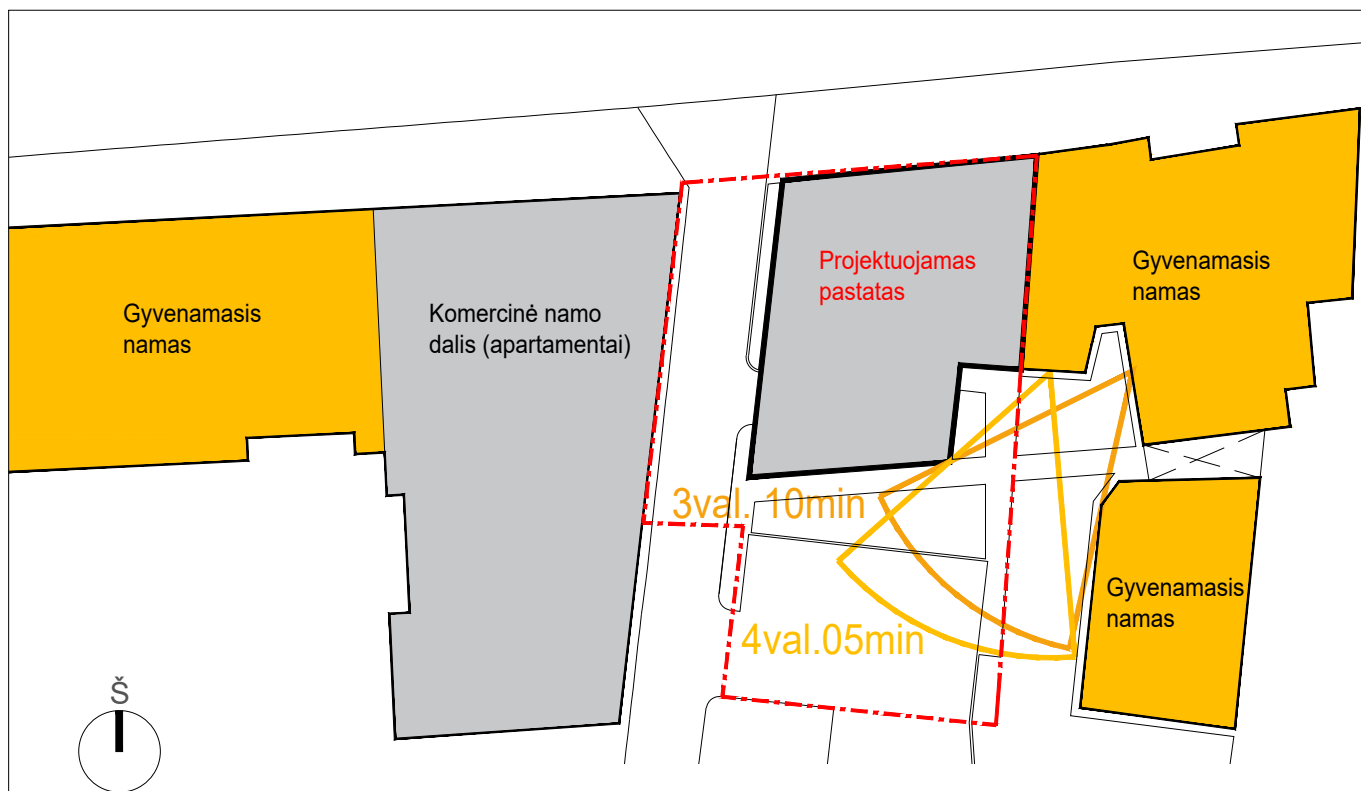 Gyvenamasis
namas
Komercinė namo
dalis (apartamentai)
Projektuojamas
pastatas
Gyvenamasis
namas
3val. 10min
4val.05min
Gyvenamasis
namas
Š